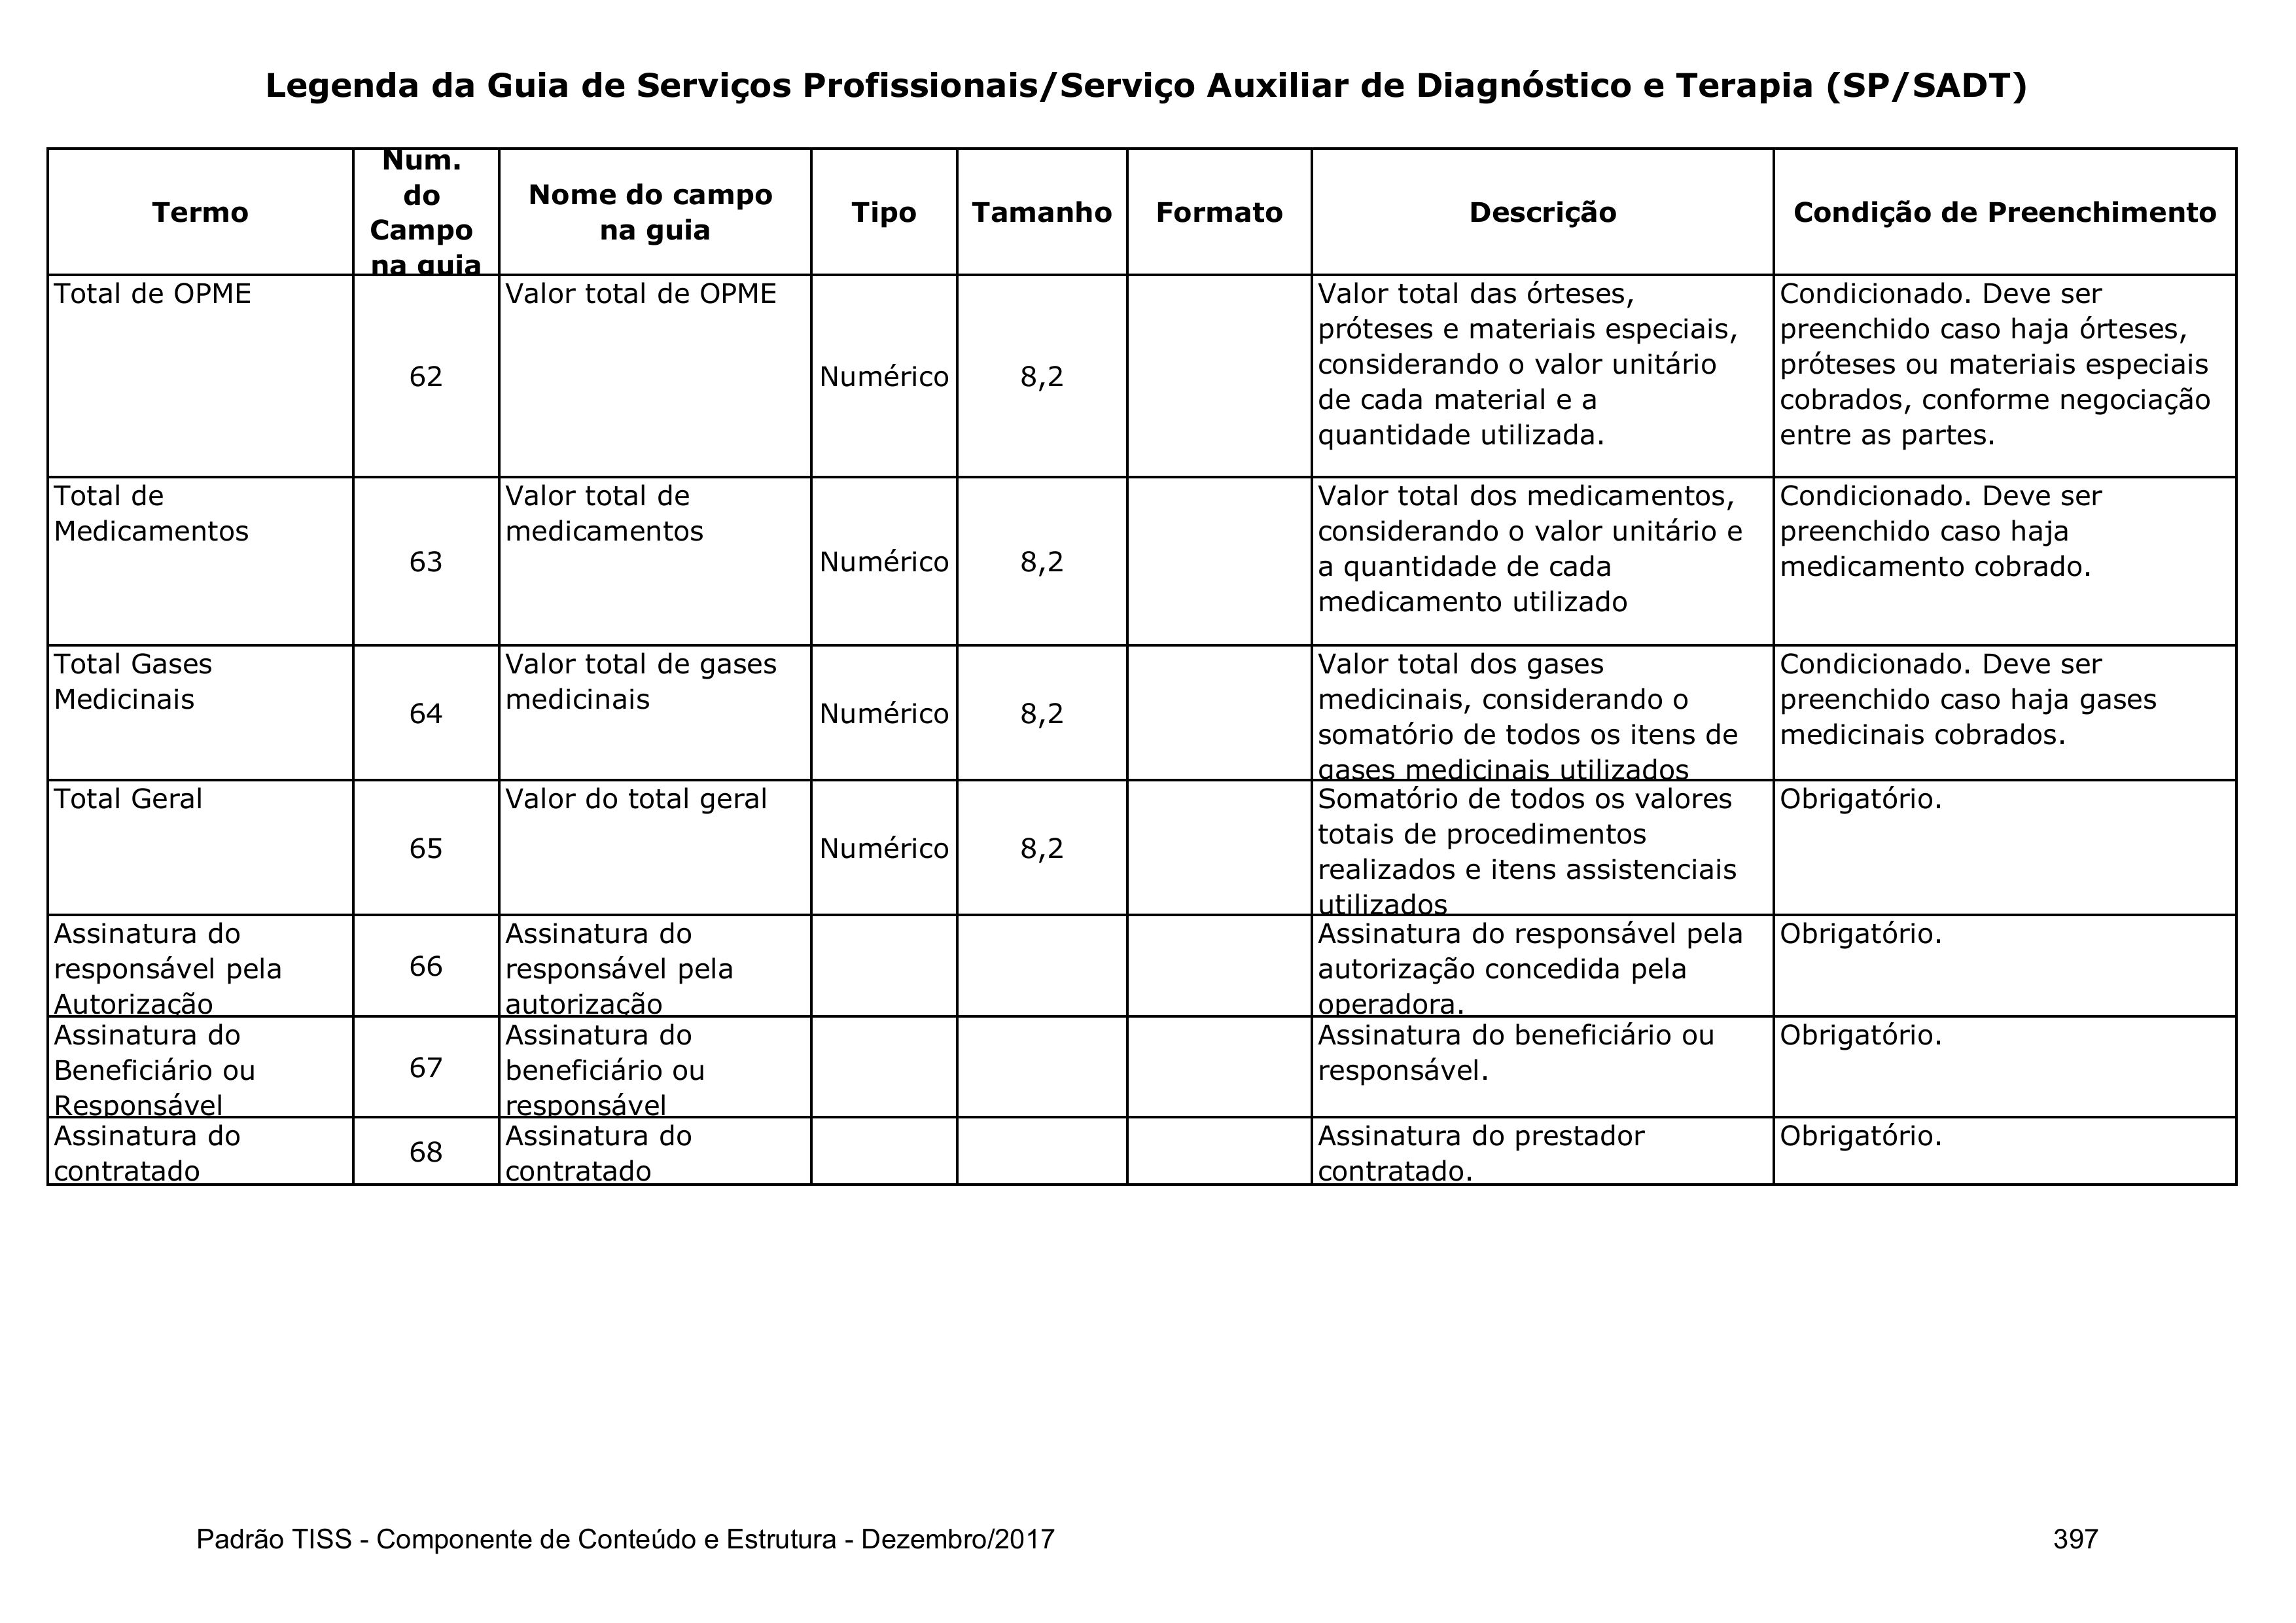 Legenda da Guia de Serviços Profissionais/Serviço Auxiliar de Diagnóstico e Terapia (SP/SADT)
Termo
Num.
do
Campo
na guia
Nome do campo
na guia
Tipo
Tamanho
Formato
Descrição
Condição de Preenchimento
Total de OPME
62
Valor total de OPME
Numérico
8,2
Valor total das órteses,
próteses e materiais especiais,
considerando o valor unitário
de cada material e a
quantidade utilizada.
Condicionado. Deve ser
preenchido caso haja órteses,
próteses ou materiais especiais
cobrados, conforme negociação
entre as partes.
Total de
Medicamentos
63
Valor total de
medicamentos
Numérico
8,2
Valor total dos medicamentos,
considerando o valor unitário e
a quantidade de cada
medicamento utilizado
Condicionado. Deve ser
preenchido caso haja
medicamento cobrado.
Total Gases
Medicinais
64
Valor total de gases
medicinais
Numérico
8,2
Valor total dos gases
medicinais, considerando o
somatório de todos os itens de
gases medicinais utilizados
Condicionado. Deve ser
preenchido caso haja gases
medicinais cobrados.
Total Geral
65
Valor do total geral
Numérico
8,2
Somatório de todos os valores
totais de procedimentos
realizados e itens assistenciais
utilizados
Obrigatório.
Assinatura do
responsável pela
Autorização
66
Assinatura do
responsável pela
autorização
Assinatura do responsável pela
autorização concedida pela
operadora.
Obrigatório.
Assinatura do
Beneficiário ou
Responsável
67
Assinatura do
beneficiário ou
responsável
Assinatura do beneficiário ou
responsável.
Obrigatório.
Assinatura do
contratado
68
Assinatura do
contratado
Assinatura do prestador
contratado.
Obrigatório.
Padrão TISS - Componente de Conteúdo e Estrutura - Dezembro/2017
397